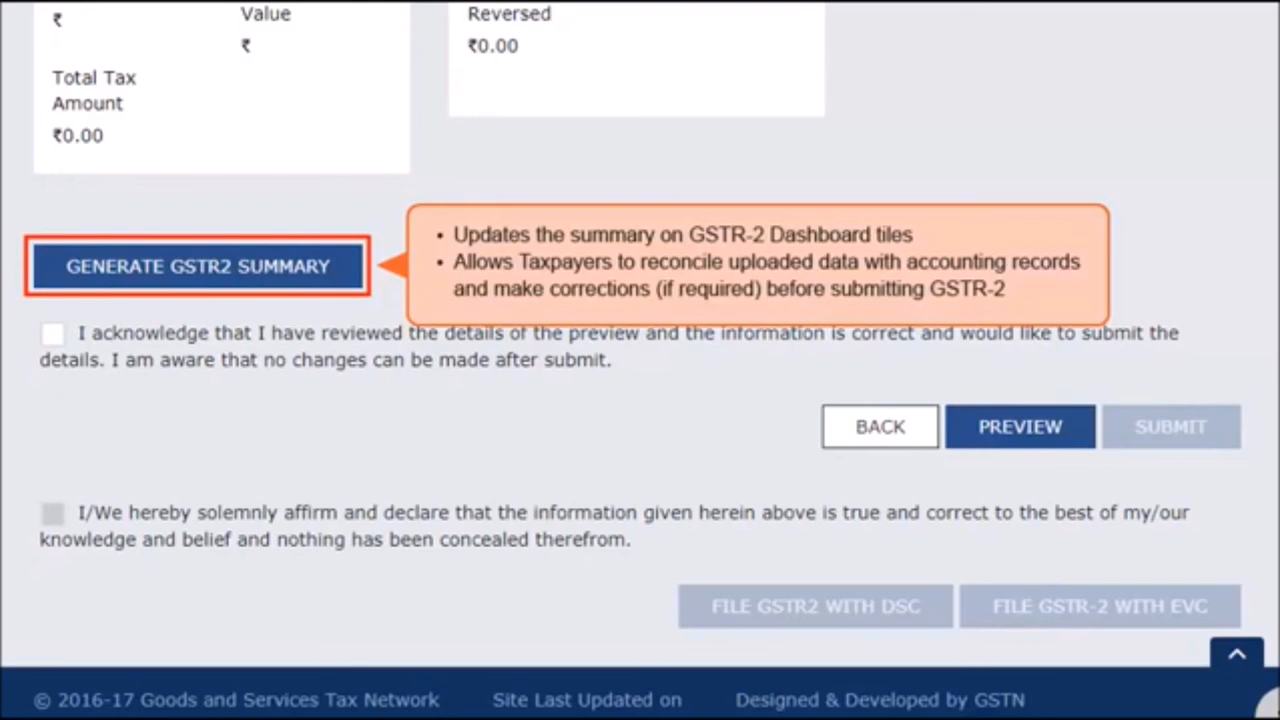 ₹
Value
₹
Total Tax
Amount
₹0.00
Reversed
₹0.00
GENERATE GSTR2 SUMMARY
• Updates the summary on GSTR-2 Dashboard tiles
• Allows Taxpayers to reconcile uploaded data with accounting records
and make corrections (if required) before submitting GSTR-2
I acknowledge that I have reviewed the details of the preview and the information is correct and would like to submit the
details. I am aware that no changes can be made after submit.
BACK
PREVIEW
SUBMIT
I/We hereby solemnly affirm and declare that the information given herein above is true and correct to the best of my/our
knowledge and belief and nothing has been concealed therefrom.
FILE GSTR2 WITH DSC
FILE GSTR-2 WITH EVC
© 2016-17 Goods and Services Tax Network
Site Last Updated on
Designed & Developed by GSTN